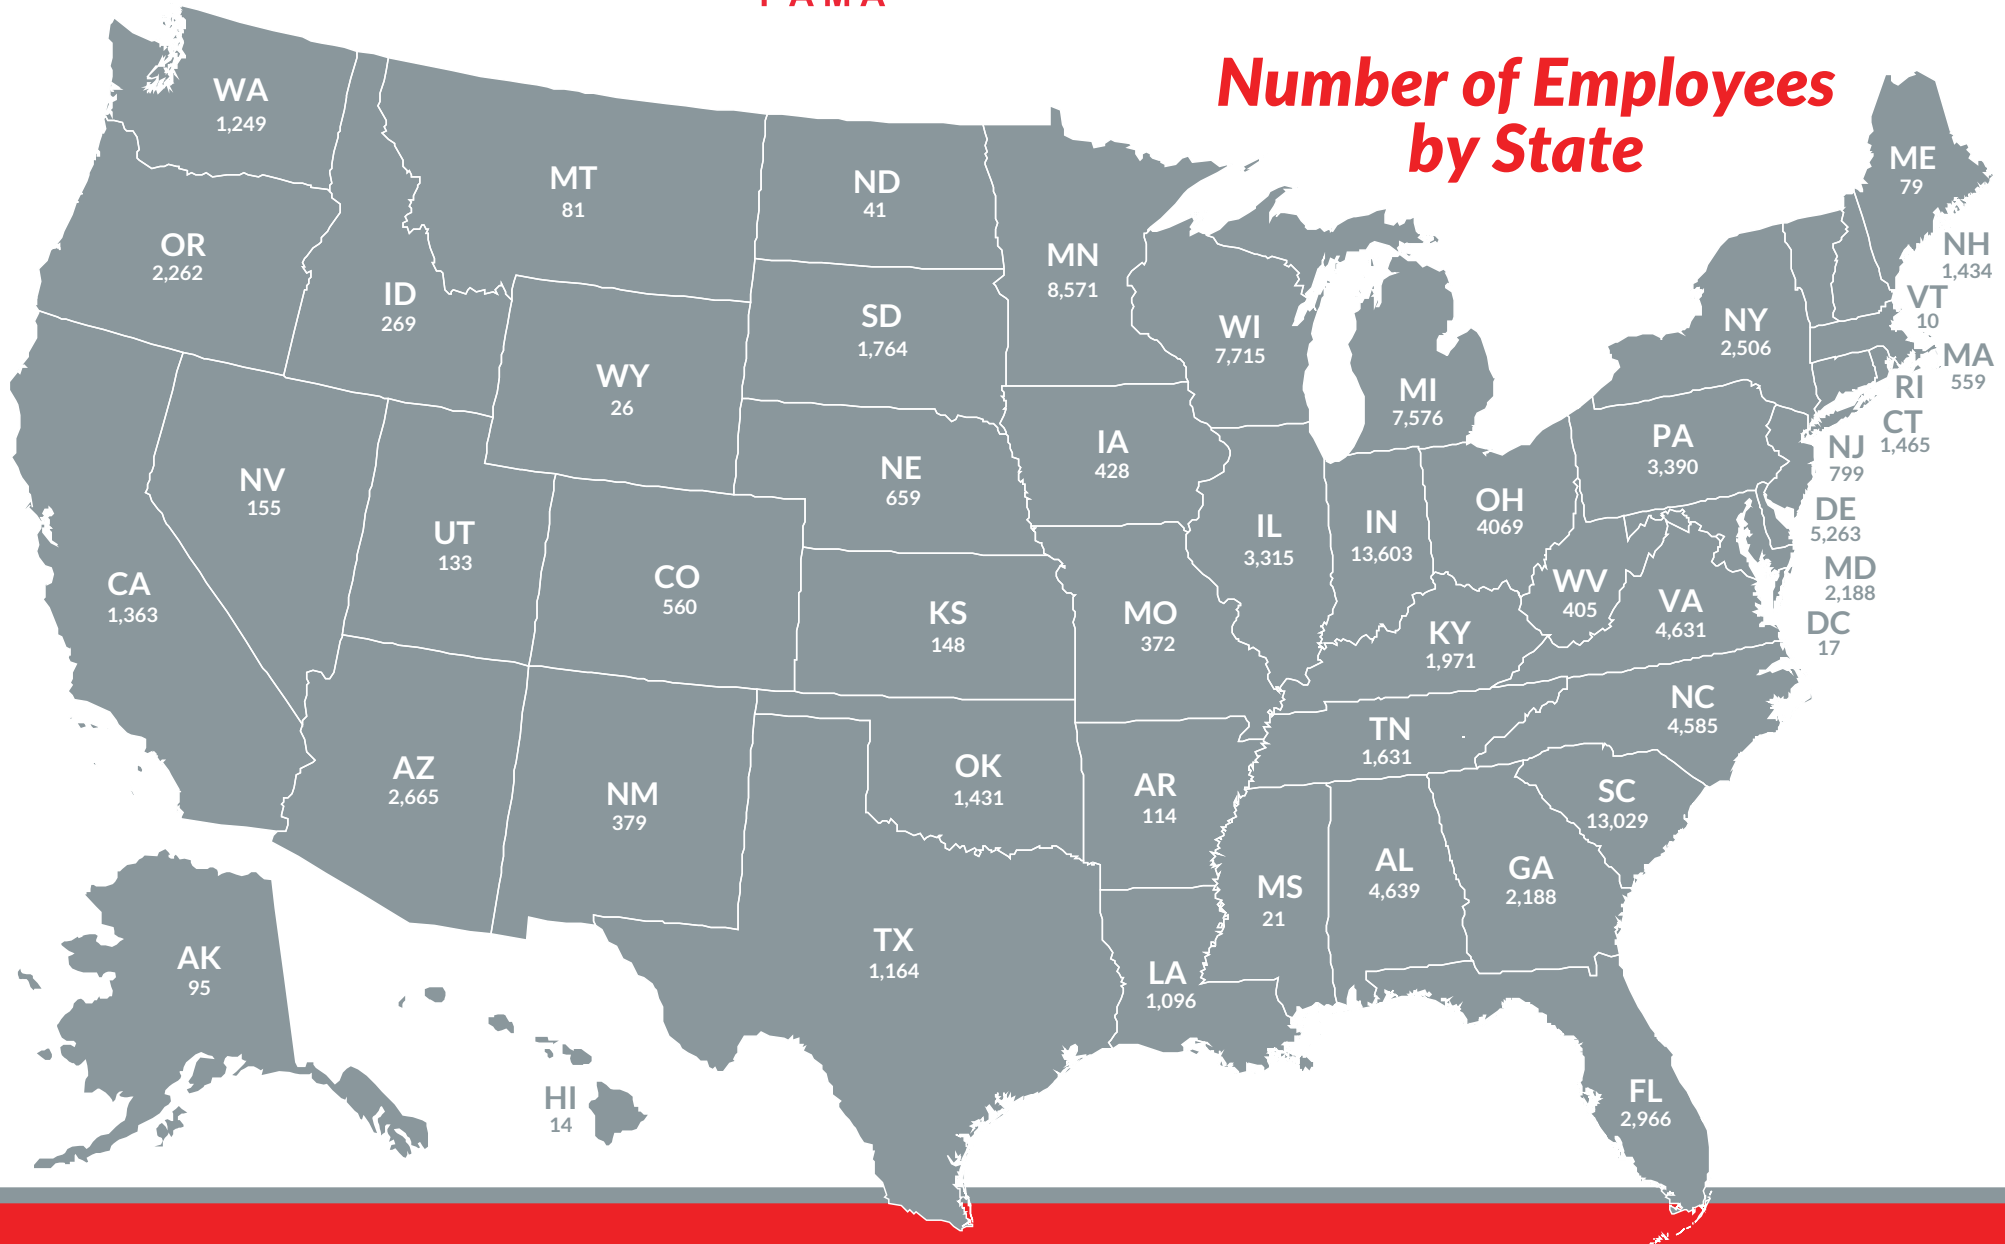 Number of Employees
by State
WA
1,249
OR
2,262
CA
1,363
NV
155
ID
269
MT
81
WY
26
UT
133
AZ
2,665
CO
560
NM
379
ND
41
SD
1,764
NE
659
KS
148
OK
1,431
TX
1,164
MN
8,571
IA
428
MO
372
AR
114
LA
1,096
WI
7,715
IL
3,315
MI
7,576
IN
13,603
OH
4069
KY
1,971
TN
1,631
MS
21
AL
4,639
GA
2,188
FL
2,966
SC
13,029
NC
4,585
VA
4,631
WV
405
PA
3,390
NY
2,506
ME
79
NH
1,434
VT
10
MA
559
RI
CT
1,465
NJ
799
DE
5,263
MD
2,188
DC
17
AK
95
HI
14